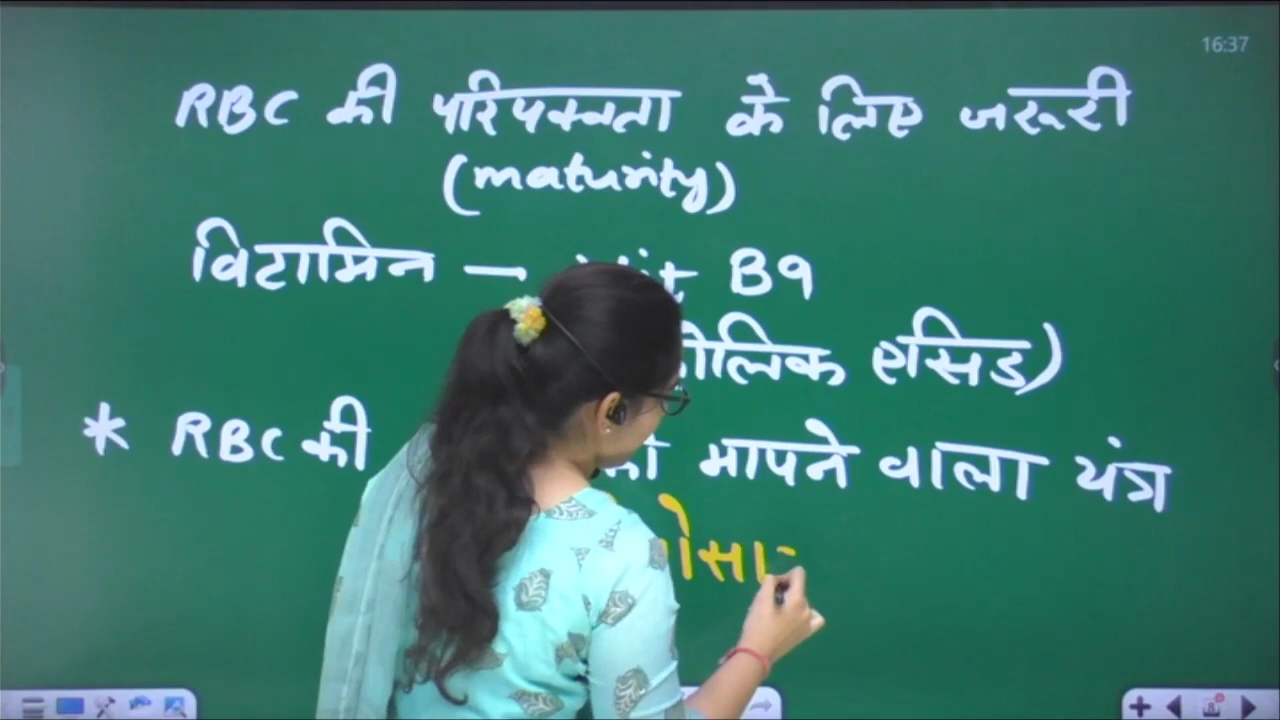 16:37
RBC की परिपक्वता के लिए जरूरी
(maturity)
विटामिन - B9
एसिड)
* RBC की मापने वाला यंत्र